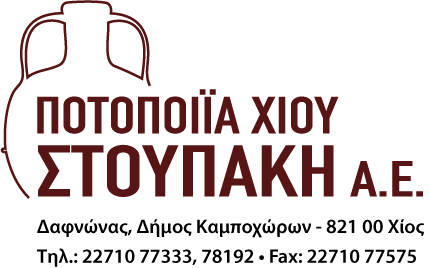 ΠΟΤΟΠΟΙΪΑ ΧΙΟΥ
ΣΤΟΥΠΑΚΗ Α.Ε.
Δαφνώνας, Δήμος Καμποχώρων - 821 00 Χίος
Τηλ.: 22710 77333, 78192 • Fax: 22710 77575